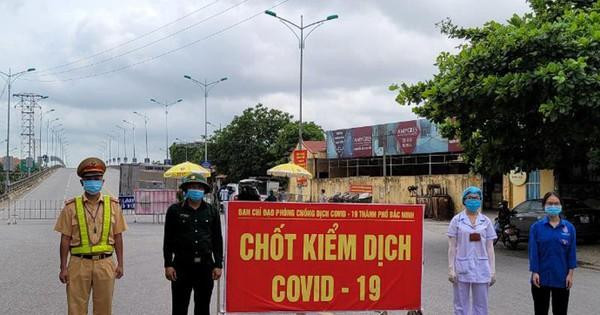 BAN CHỈ ĐẠO PHÒNG CHỐNG DỊCH COVID - 19 THÀNH PHỐ BẮC NINH
CHỐT KIỂM DỊCH
COVID - 19